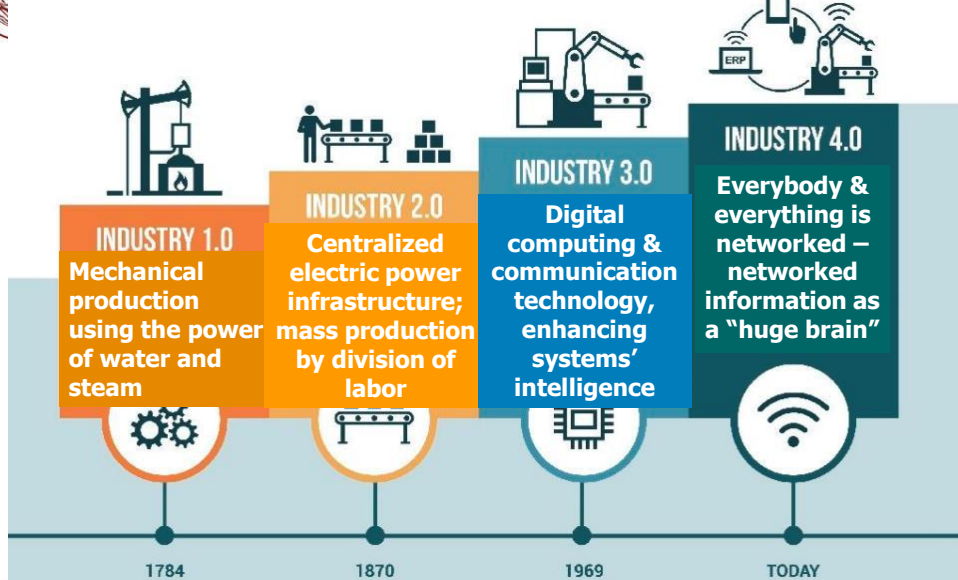 ERP
INDUSTRY 1.0
Mechanical
production
using the power
of water and
steam
INDUSTRY 2.0
Centralized
electric power
infrastructure;
mass production
by division of
labor
INDUSTRY 3.0
Digital
computing &
communication
technology,
enhancing
systems’
intelligence
INDUSTRY 4.0
Everybody &
everything is
networked –
networked
information as
a “huge brain”
1784
1870
1969
TODAY